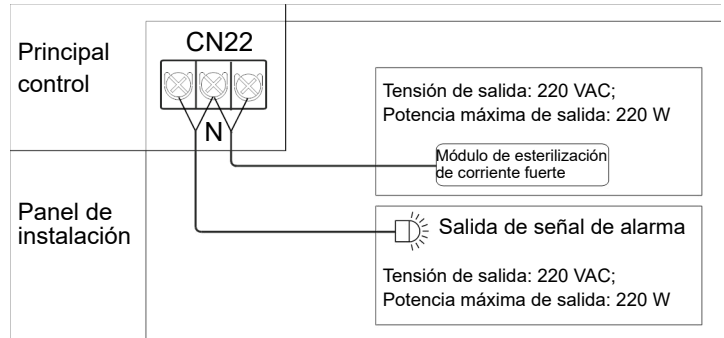 Principal
control
CN22
N
Tensión de salida: 220 VAC;
Potencia máxima de salida: 220 W
Módulo de esterilización
de corriente fuerte
Panel de
instalación
Salida de señal de alarma
Tensión de salida: 220 VAC;
Potencia máxima de salida: 220 W